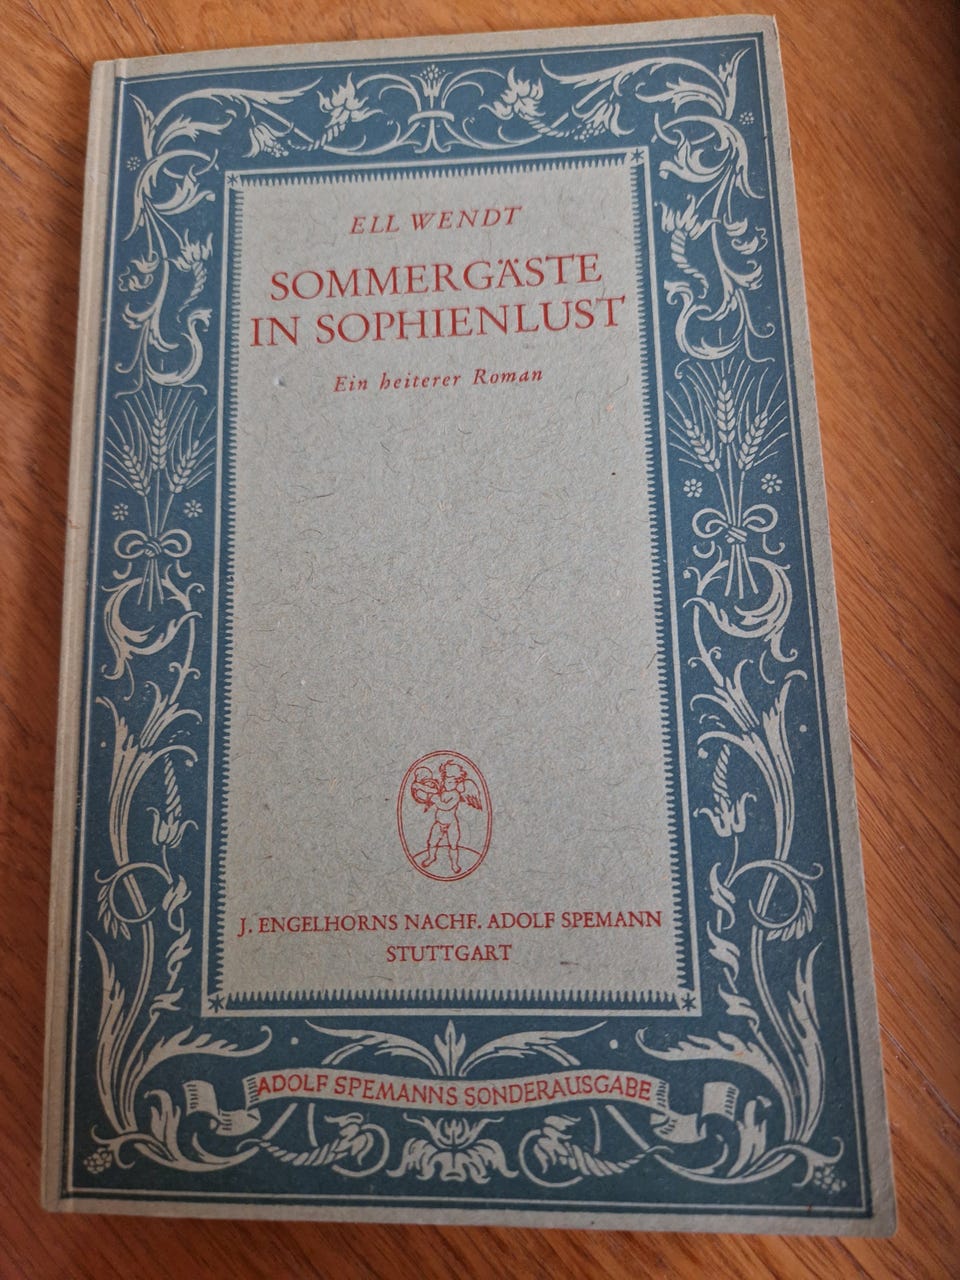 ELL WENDT
SOMMERGÄSTE
IN SOPHIENLUST
Ein heiterer Roman
J. ENGELHORNS NACHF. ADOLF SPEMANN
STUTTGART
ADOLF SPEMANNS SONDERAUSGABE